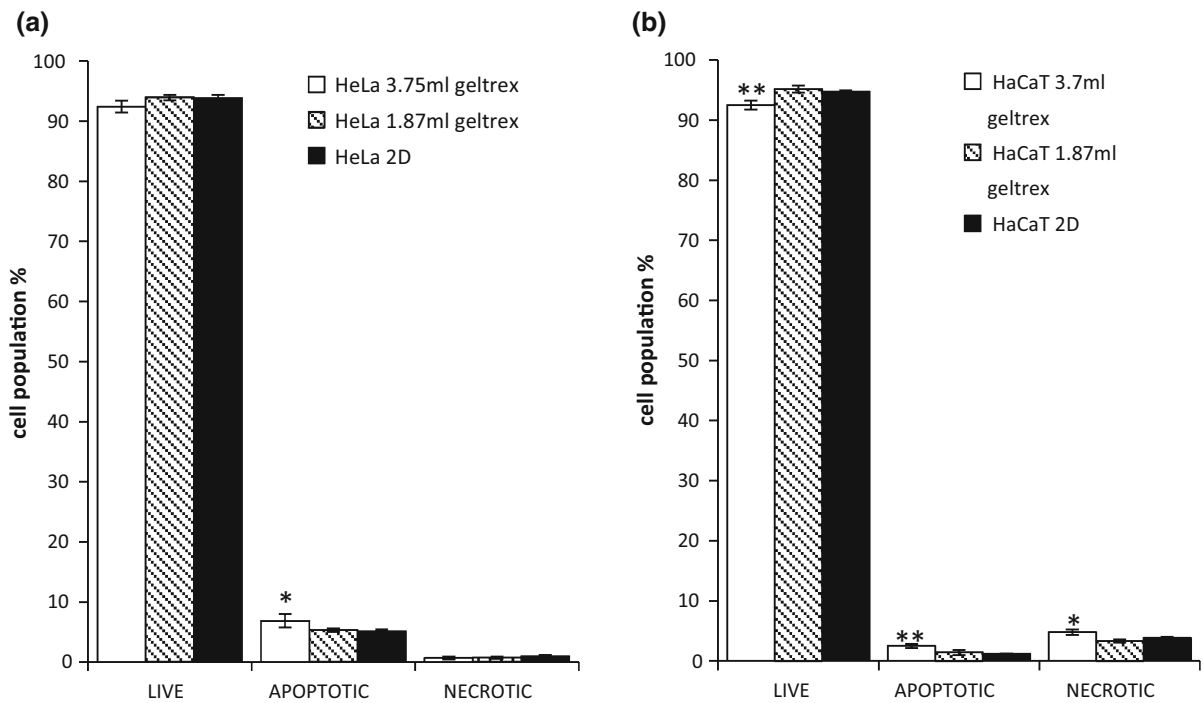 (a)
100
90
80
70
60
50
40
30
20
10
0
cell population %
HeLa 3.75ml geltrex
HeLa 1.87ml geltrex
HeLa 2D
*
LIVE
APOPTOTIC
NECROTIC
(b)
100
90
80
70
60
50
40
30
20
10
0
cell population %
HaCaT 3.7ml
geltrex
HaCaT 1.87ml
geltrex
HaCaT 2D
**
**
*
LIVE
APOPTOTIC
NECROTIC